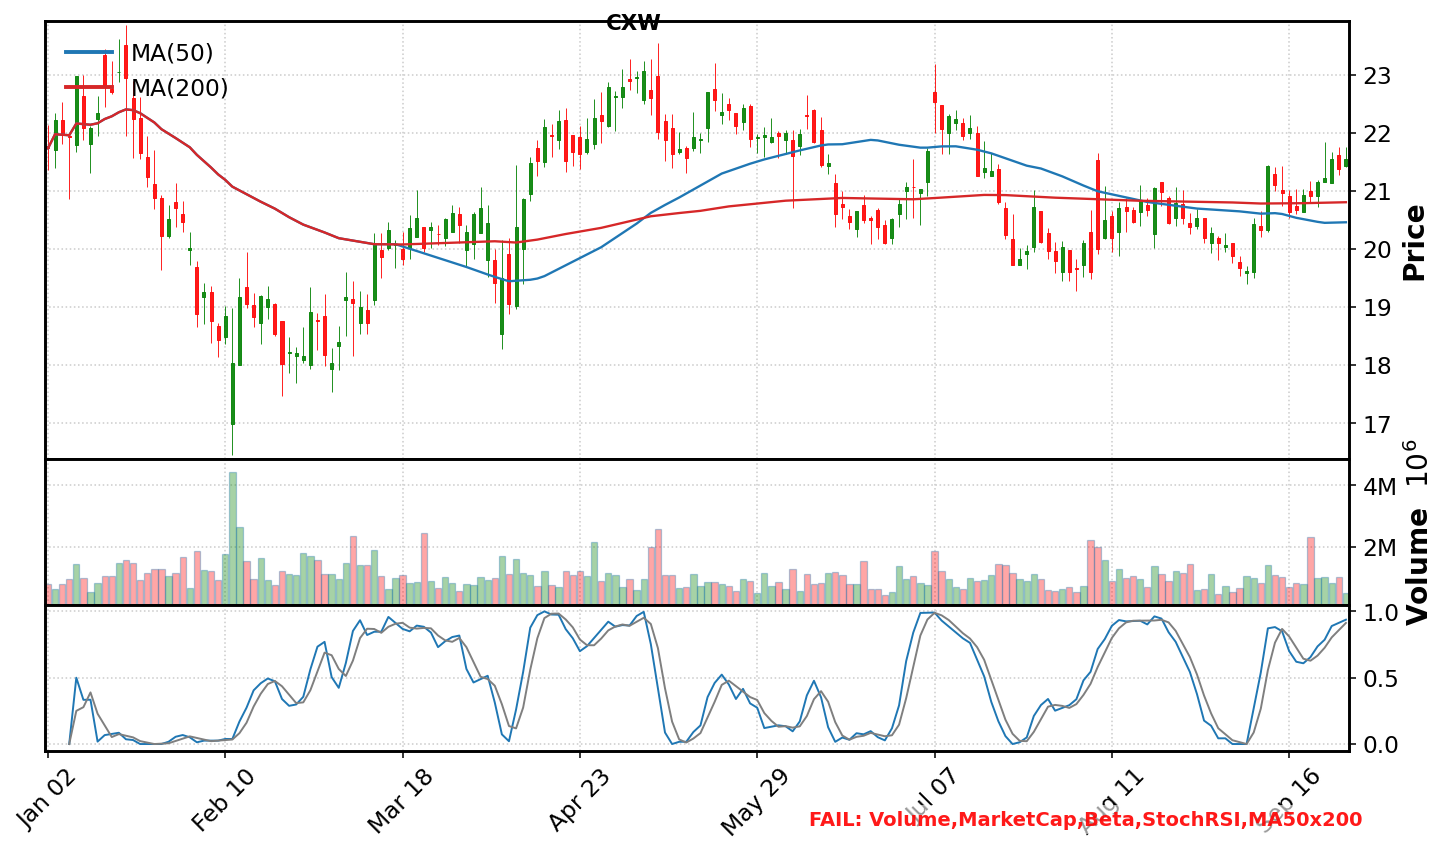 CXW
MA(50)
MA(200)
23
22
21
20
19
18
17
Price
4M
2M
Volume 10^6
1.0
0.5
0.0
Jan 02
Feb 10
Mar 18
Apr 23
May 29
Jul 07
Aug 11
Sep 16
FAIL: Volume,MarketCap,Beta,StochRSI,MA50x200